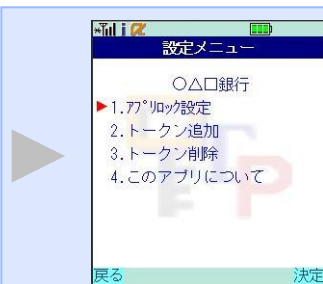 iα
設定メニュー
○△□銀行
1.アプリロック設定
2.トークン追加
3.トークン削除
4.このアプリについて
戻る 決定